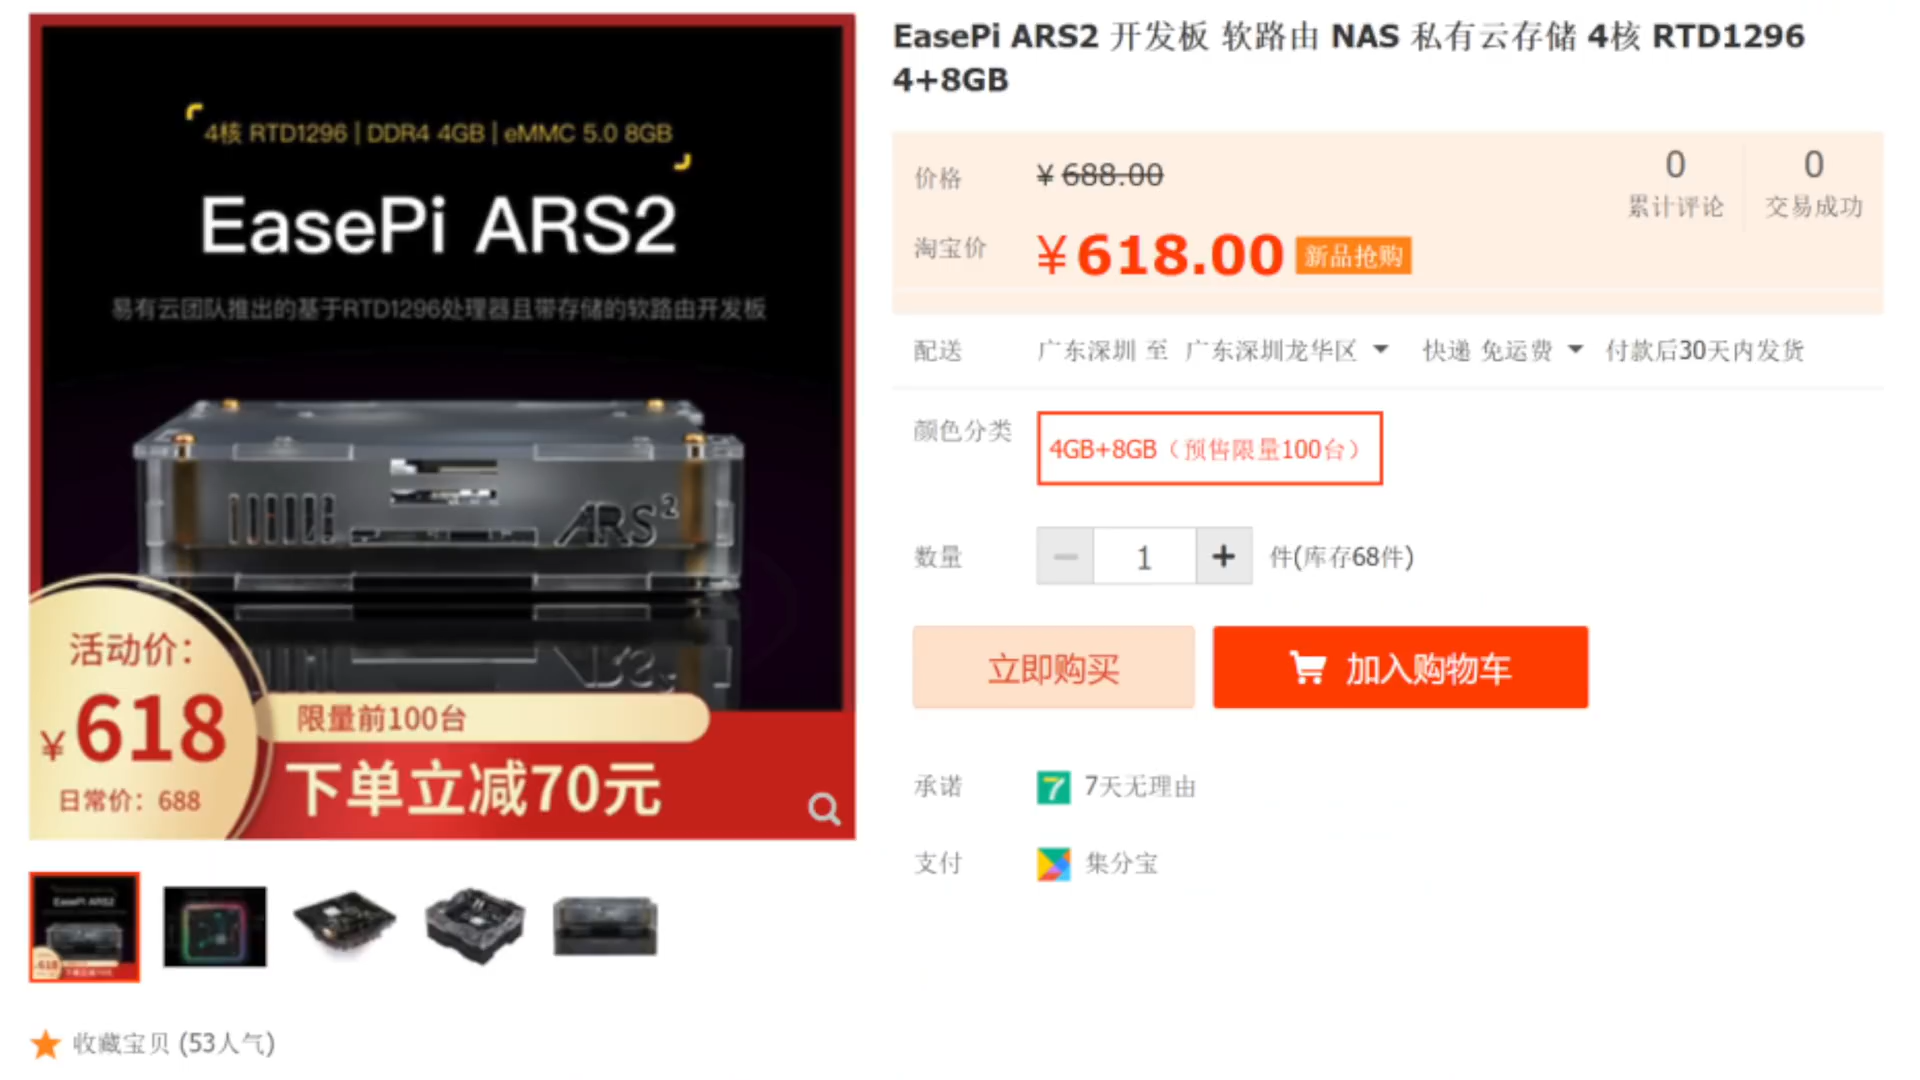 4核 RTD1296 | DDR4 4GB | eMMC 5.0 8GB
EasePi ARS2
易有云团队推出的基于RTD1296处理器且带存储的软路由开发板
ARS²
活动价：
¥618
日常价：688
限量前100台
下单立减70元
收藏宝贝 (53人气)
EasePi ARS2 开发板 软路由 NAS 私有云存储 4核 RTD1296
4+8GB
价格 ¥ 688.00
0 累计评论
0 交易成功
淘宝价 ¥618.00 新品抢购
配送 广东深圳 至 广东深圳龙华区 快递 免运费 付款后30天内发货
颜色分类 4GB+8GB（预售限量100台）
数量 1 件(库存68件)
立即购买 加入购物车
承诺 7 7天无理由
支付 集分宝